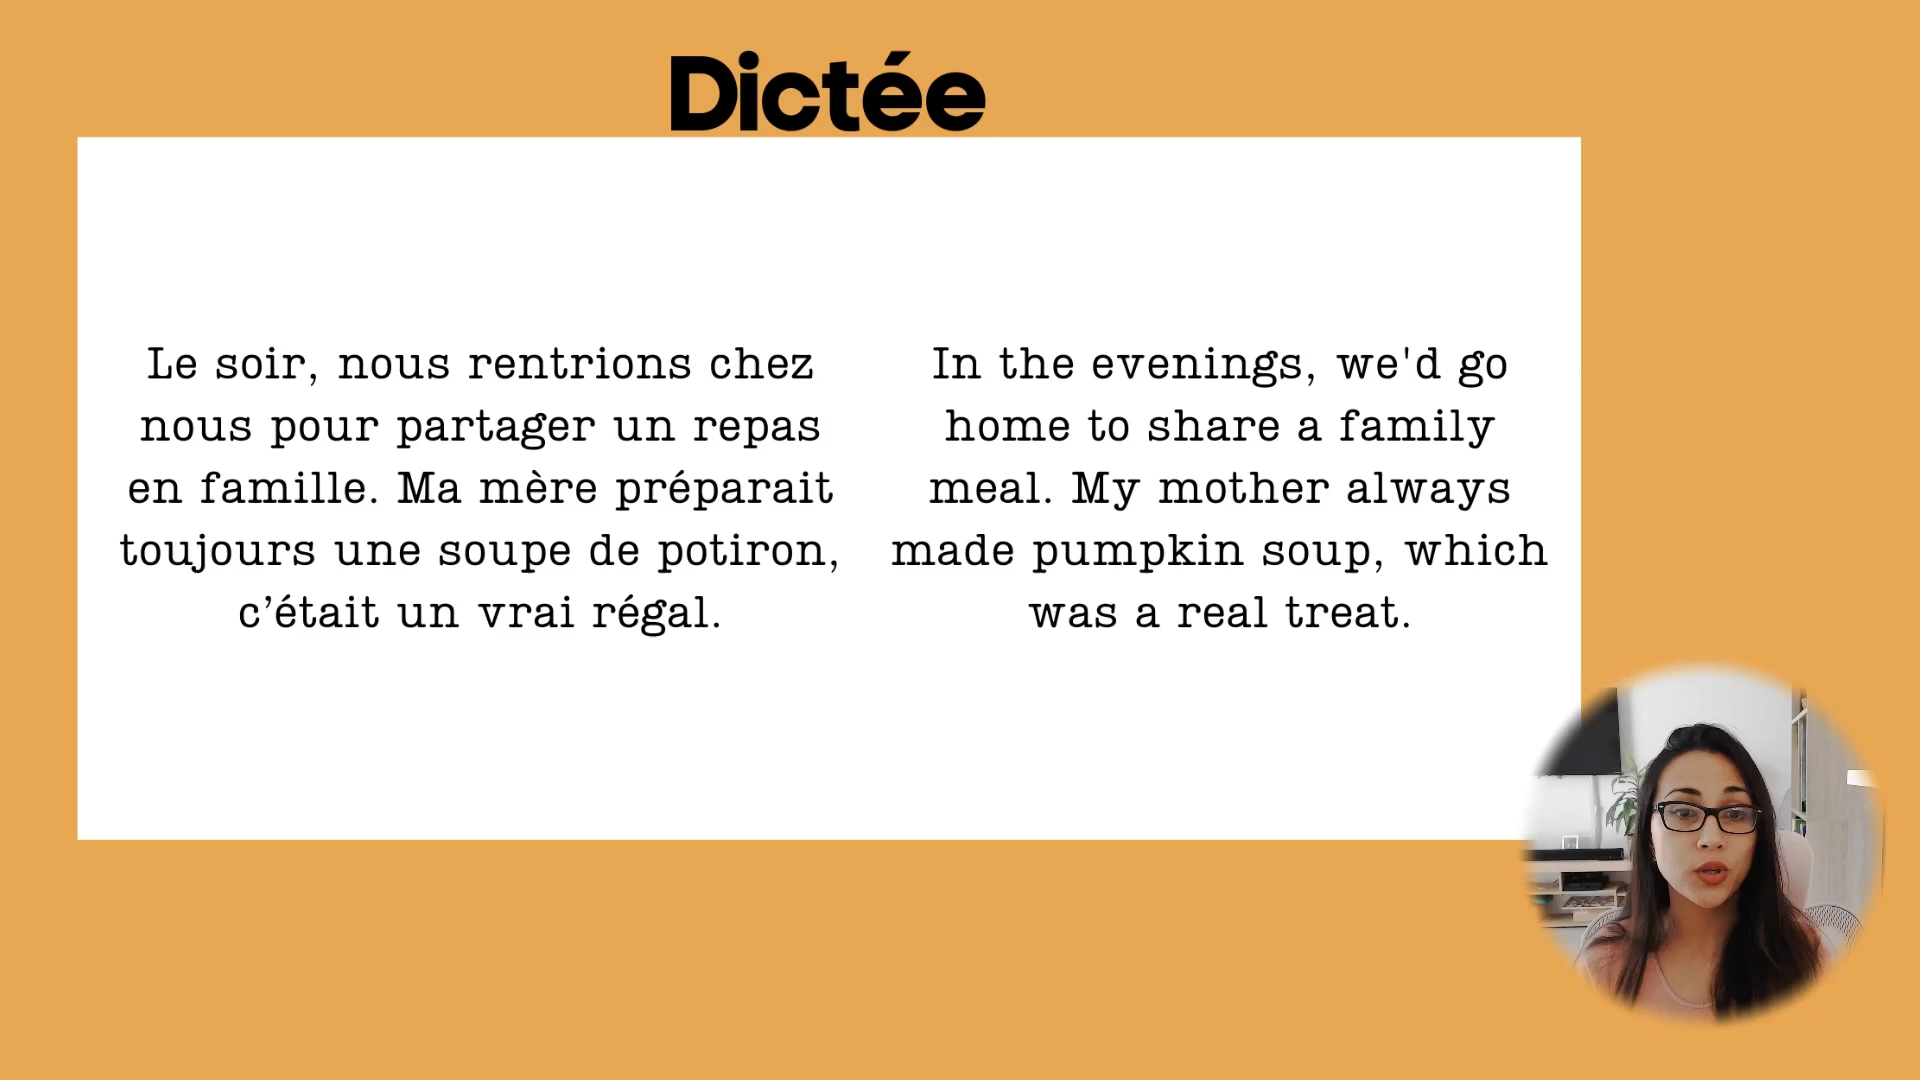 Dictée
Le soir, nous rentrions chez
nous pour partager un repas
en famille. Ma mère préparait
toujours une soupe de potiron,
c’était un vrai régal.
In the evenings, we'd go
home to share a family
meal. My mother always
made pumpkin soup, which
was a real treat.